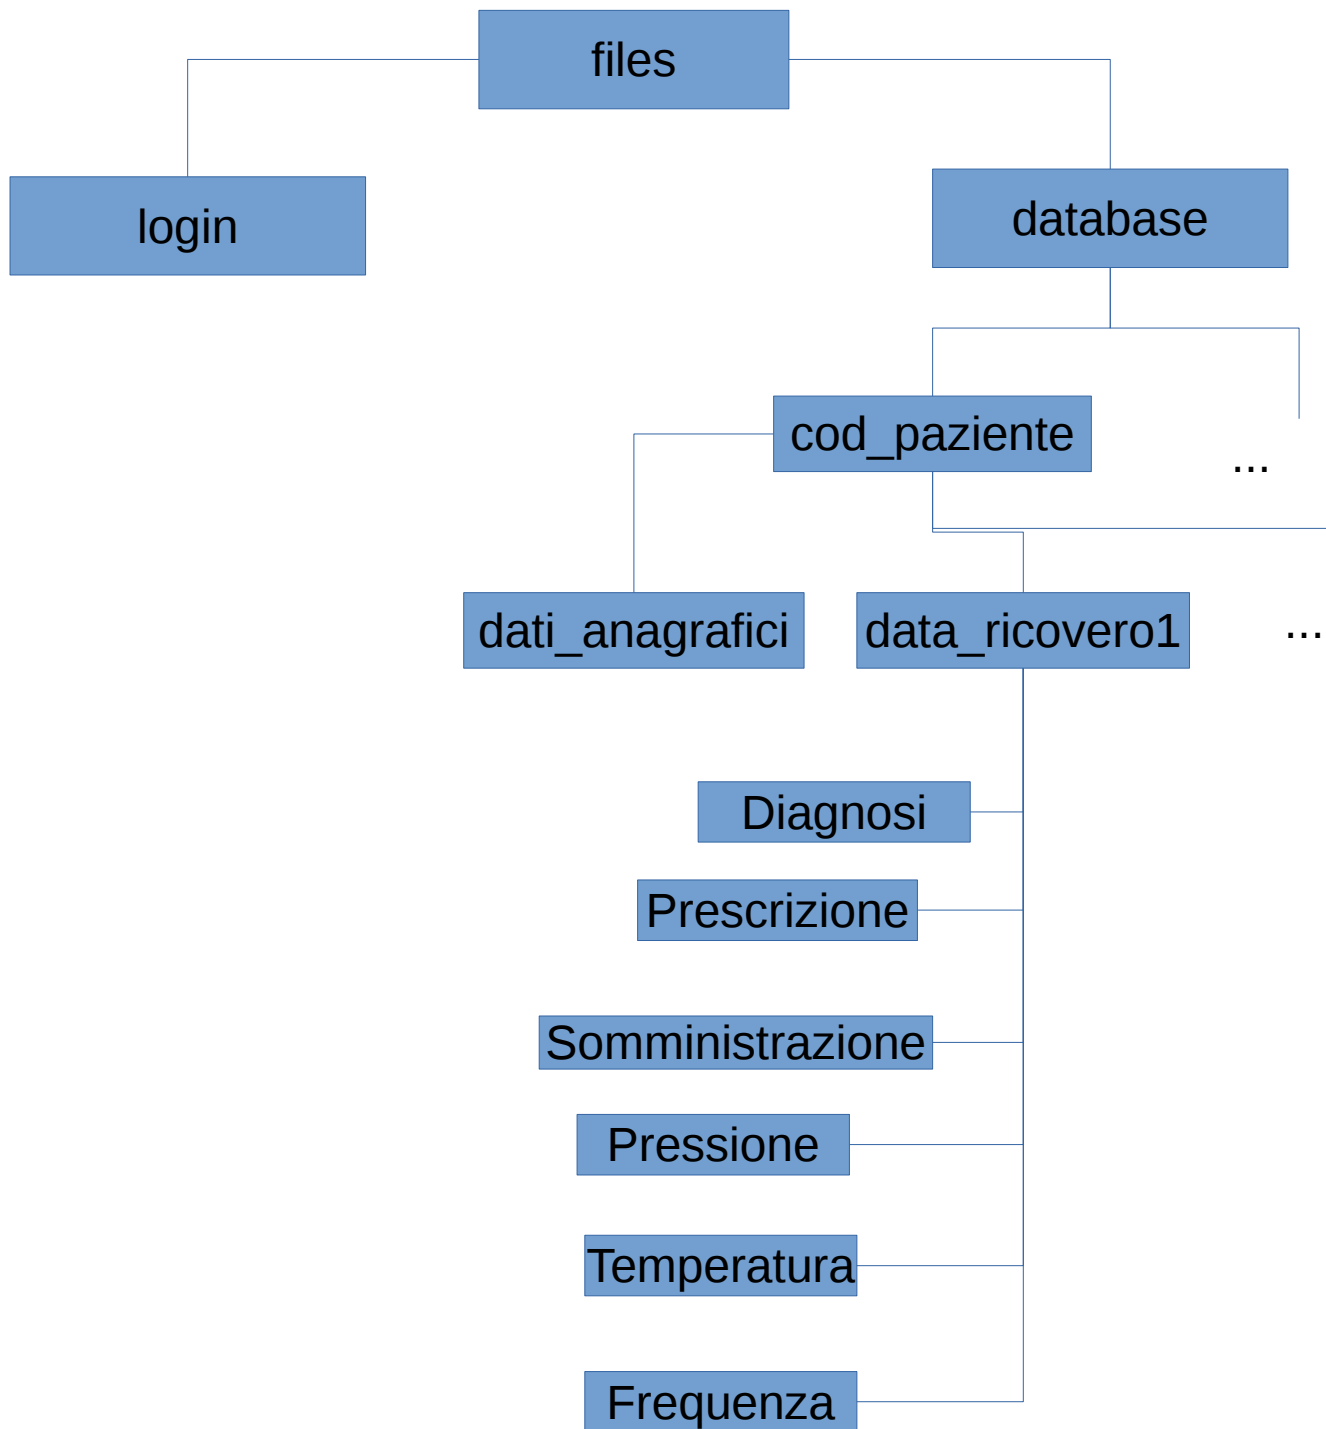 files
login
database
cod_paziente
...
dati_anagrafici
data_ricovero1
...
Diagnosi
Prescrizione
Somministrazione
Pressione
Temperatura
Frequenza